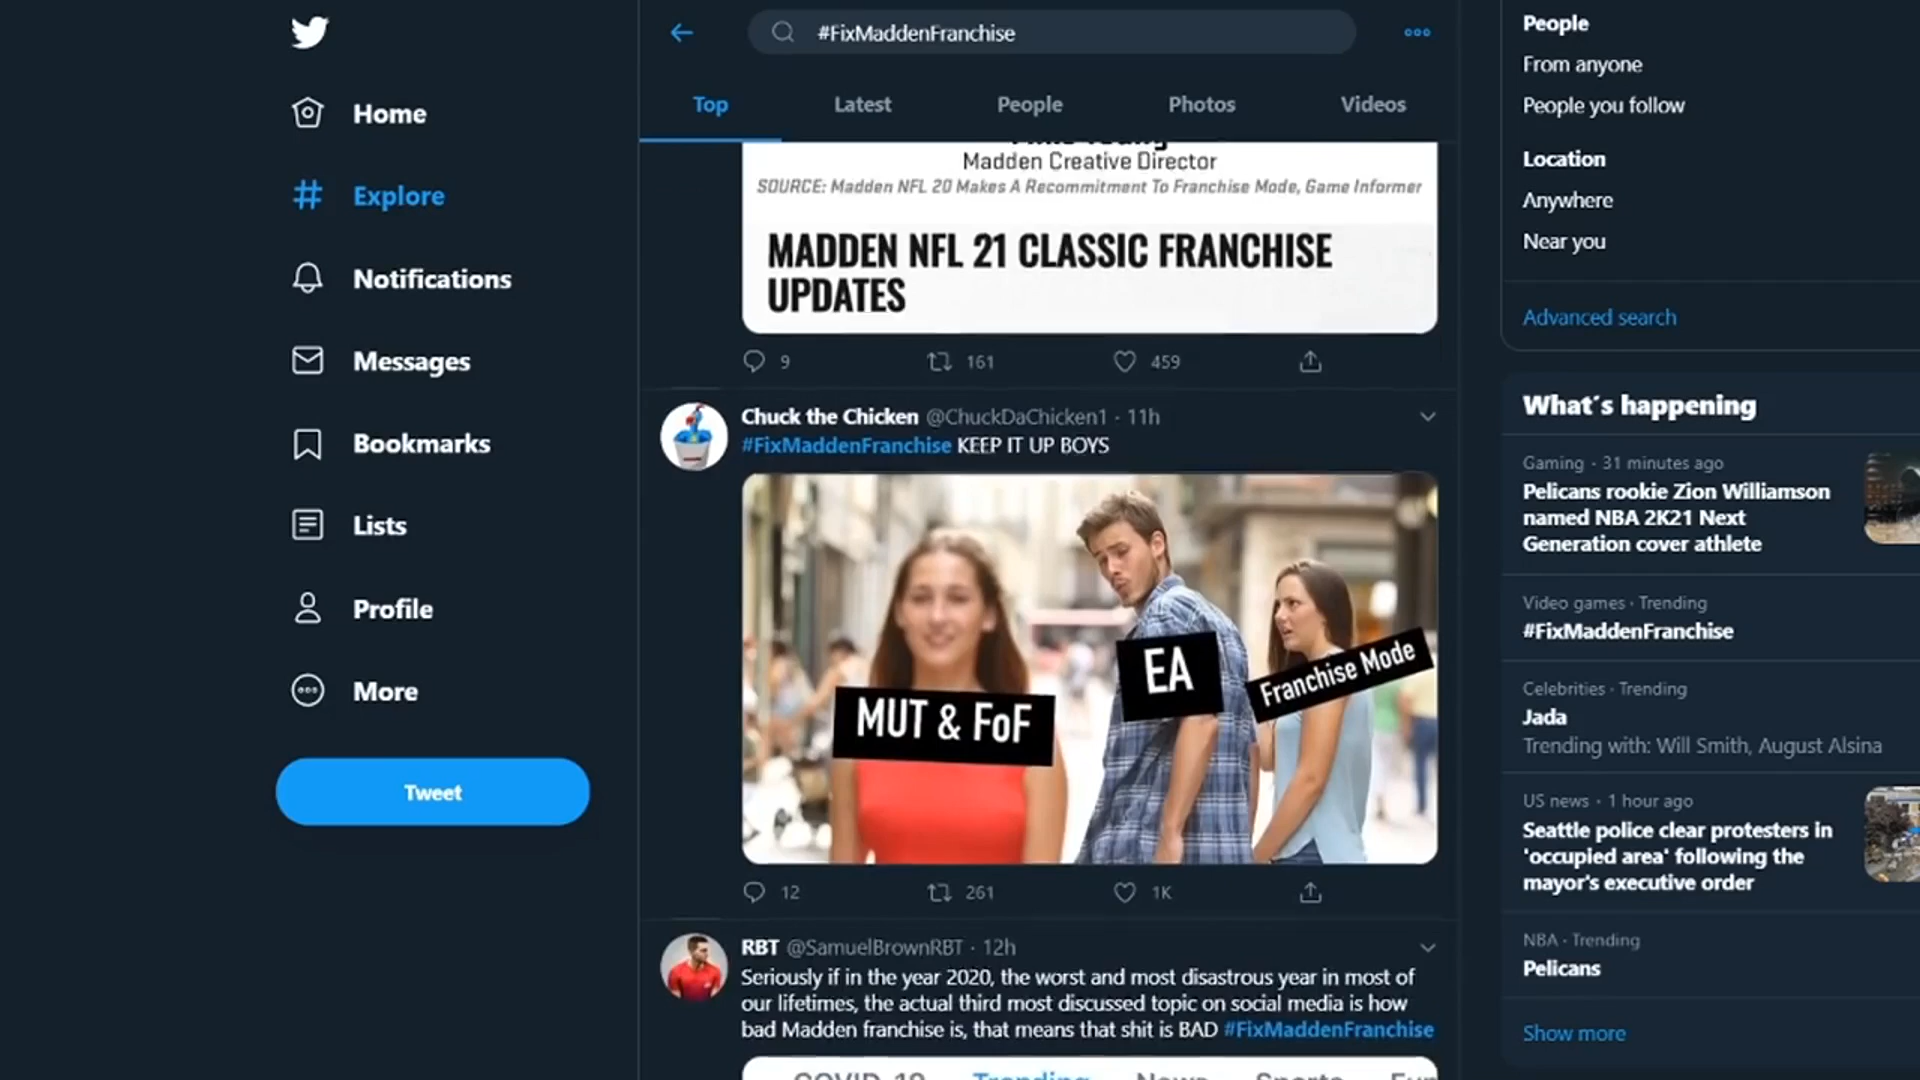 #FixMaddenFranchise
Top
Latest
People
Photos
Videos
Home
Explore
Notifications
Messages
Bookmarks
Lists
Profile
More
Tweet
Madden Creative Director
SOURCE: Madden NFL 20 Makes A Recommitment To Franchise Mode, Game Informer
MADDEN NFL 21 CLASSIC FRANCHISE
UPDATES
9
161
459
Chuck the Chicken @ChuckDaChicken1 · 11h
#FixMaddenFranchise KEEP IT UP BOYS
MUT & FoF
EA
Franchise Mode
12
261
1K
RBT @SamuelBrownRBT · 12h
Seriously if in the year 2020, the worst and most disastrous year in most of
our lifetimes, the actual third most discussed topic on social media is how
bad Madden franchise is, that means that shit is BAD #FixMaddenFranchise
COVID-19
Trending
News
Sports
People
From anyone
People you follow
Location
Anywhere
Near you
Advanced search
What's happening
Gaming · 31 minutes ago
Pelicans rookie Zion Williamson
named NBA 2K21 Next
Generation cover athlete
Video games · Trending
#FixMaddenFranchise
Celebrities · Trending
Jada
Trending with: Will Smith, August Alsina
US news · 1 hour ago
Seattle police clear protesters in
'occupied area' following the
mayor's executive order
NBA · Trending
Pelicans
Show more